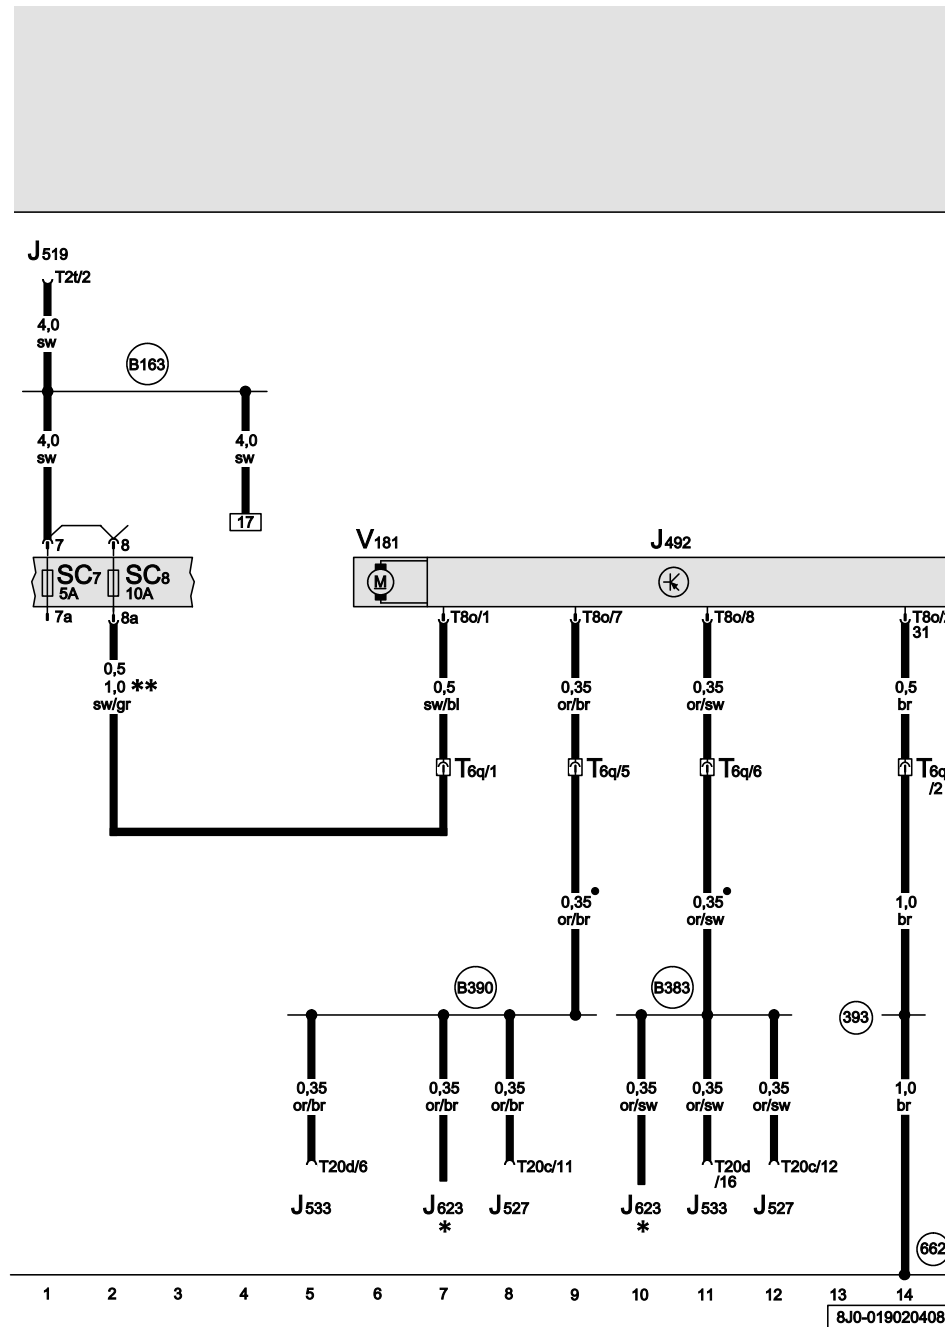 J519
T2t/2
4,0
sw
B163
4,0
sw
4,0
sw
17
7
8
V181
J492
SC7
5A
SC8
10A
M
7a
8a
T8o/1
T8o/7
T8o/8
31
0,5
1,0 **
sw/gr
0,5
sw/bl
0,35
or/br
0,35
or/sw
0,5
br
T6q/1
T6q/5
T6q/6
/2
0,35
or/br
0,35
or/sw
1,0
br
B390
B383
393
0,35
or/br
0,35
or/br
0,35
or/br
0,35
or/sw
0,35
or/sw
0,35
or/sw
1,0
br
T20d/6
T20c/11
T20d
/16
T20c/12
J533
J623
*
J527
J623
*
J533
J527
662
1 2 3 4 5 6 7 8 9 10 11 12 13 14
8J0-019020408